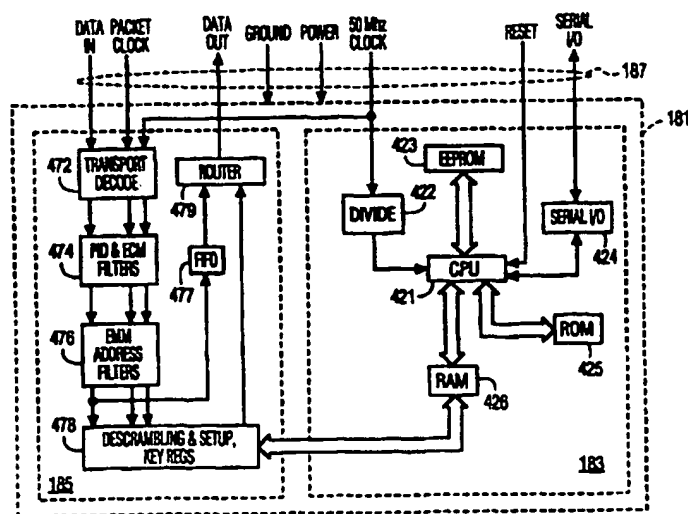 DATA IN
PACKET CLOCK
DATA OUT
GROUND
POWER
50 Mhz CLOCK
RESET
SERIAL I/O
187
181
472
TRANSPORT DECODE
ROUTER
479
423
EEPROM
DIVIDE
422
SERIAL I/O
424
474
PID & ECM FILTERS
FIFO
477
CPU
421
ROM
425
476
EMM ADDRESS FILTERS
RAM
426
478
DESCRAMBLING & SETUP, KEY REGS
185
183